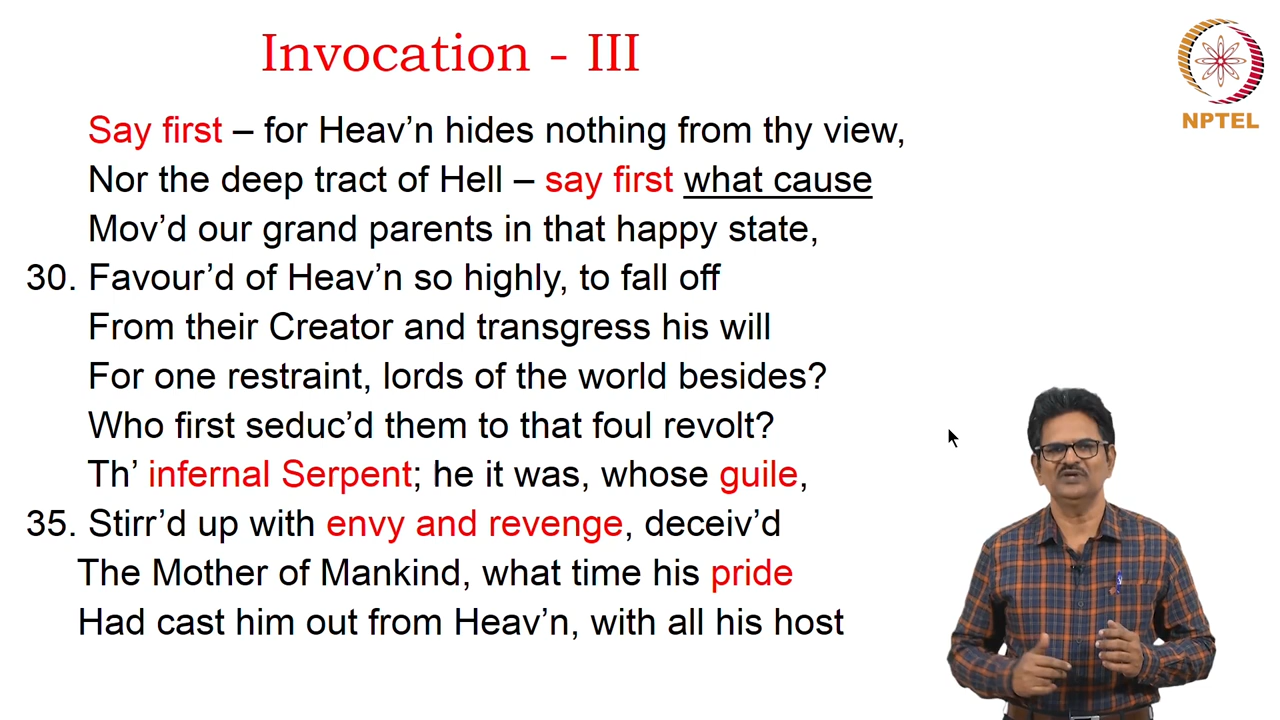 Invocation - III
NPTEL
Say first – for Heav’n hides nothing from thy view,
Nor the deep tract of Hell – say first what cause
Mov’d our grand parents in that happy state,
30. Favour’d of Heav’n so highly, to fall off
From their Creator and transgress his will
For one restraint, lords of the world besides?
Who first seduc’d them to that foul revolt?
Th’ infernal Serpent; he it was, whose guile,
35. Stirr’d up with envy and revenge, deceiv’d
The Mother of Mankind, what time his pride
Had cast him out from Heav’n, with all his host